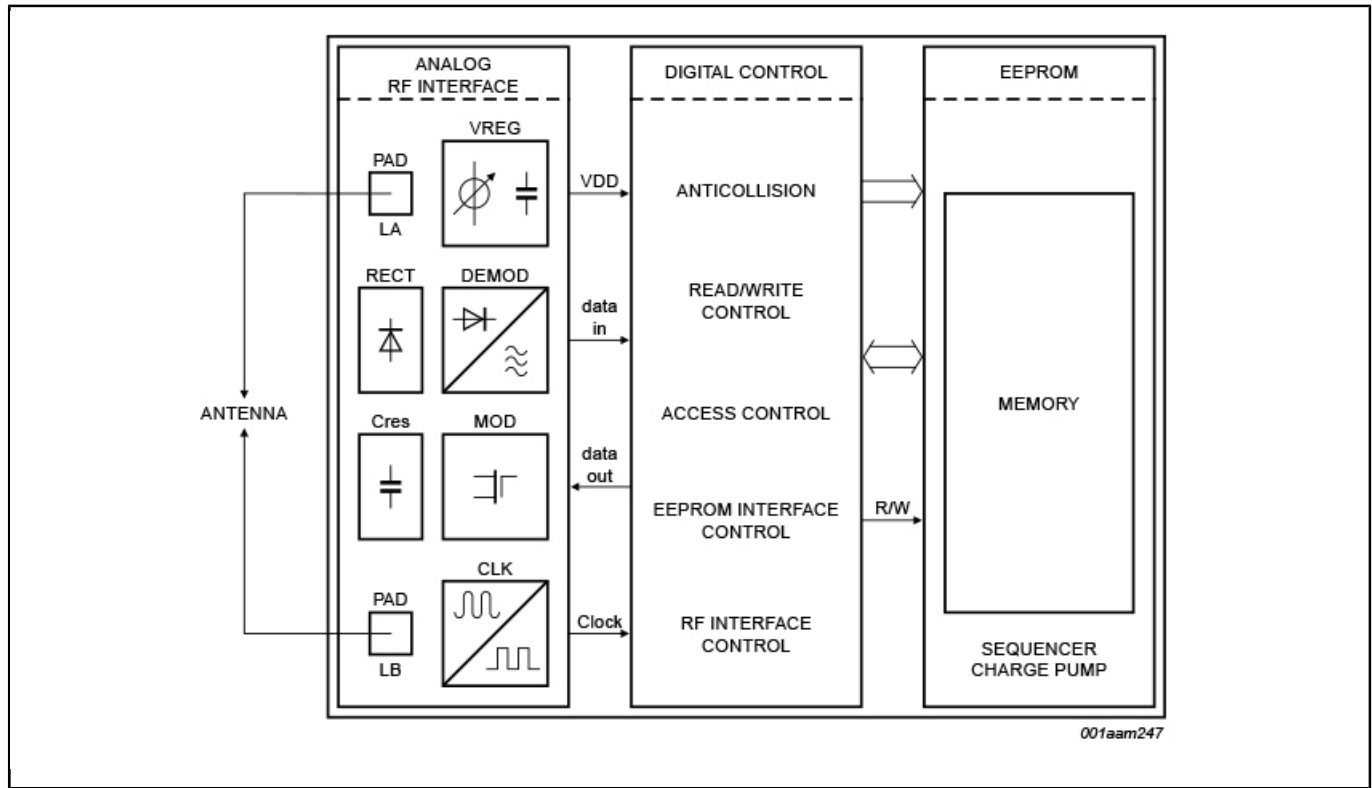 ANALOG
RF INTERFACE
VREG
PAD
LA
VDD
RECT
DEMOD
data
in
ANTENNA
Cres
MOD
data
out
CLK
PAD
LB
Clock
DIGITAL CONTROL
ANTICOLLISION
READ/WRITE
CONTROL
ACCESS CONTROL
EEPROM INTERFACE
CONTROL
R/W
RF INTERFACE
CONTROL
EEPROM
MEMORY
SEQUENCER
CHARGE PUMP
001aam247